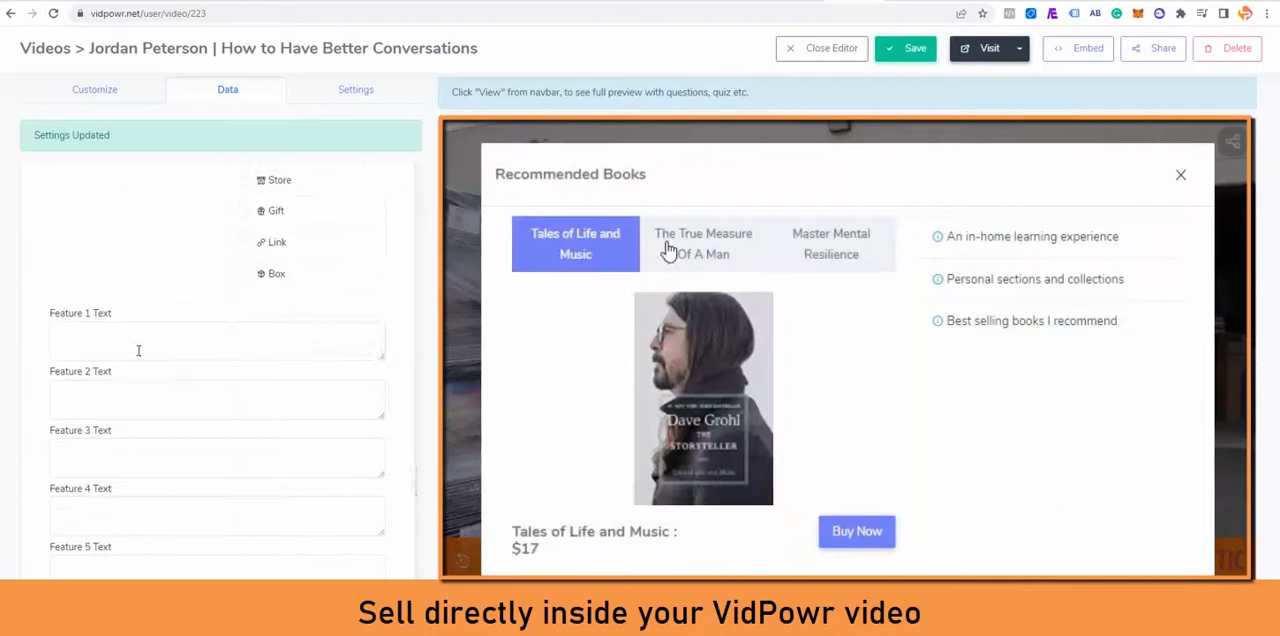 vidpowr.net/user/video/223
Videos > Jordan Peterson | How to Have Better Conversations
Close Editor
Save
Visit
Embed
Share
Delete
Customize
Data
Settings
Click "View" from navbar, to see full preview with questions, quiz etc.
Settings Updated
Store
Gift
Link
Box
Feature 1 Text
Feature 2 Text
Feature 3 Text
Feature 4 Text
Feature 5 Text
Recommended Books
Tales of Life and
Music
The True Measure
Of A Man
Master Mental
Resilience
An in-home learning experience
Personal sections and collections
Best selling books I recommend
Dave Grohl
THE
STORYTELLER
Tales of Life and Music :
$17
Buy Now
Sell directly inside your VidPowr video